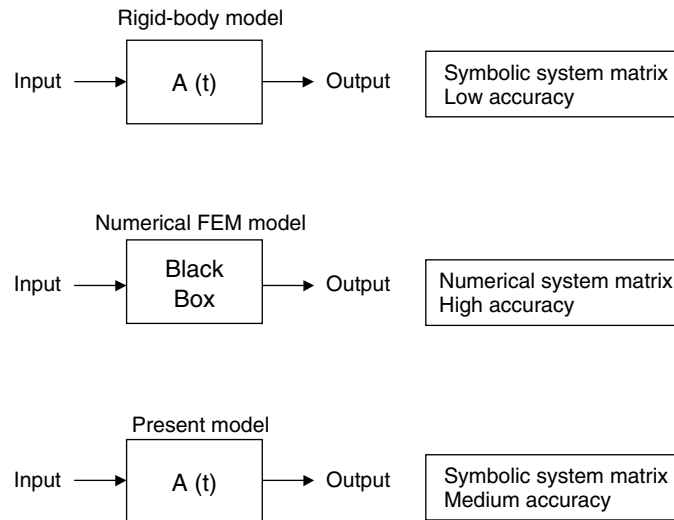 Rigid-body model
Input
A (t)
Output
Symbolic system matrix
Low accuracy
Numerical FEM model
Input
Black
Box
Output
Numerical system matrix
High accuracy
Present model
Input
A (t)
Output
Symbolic system matrix
Medium accuracy